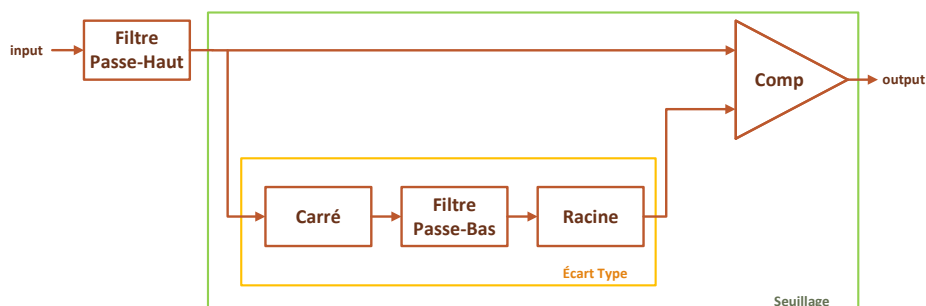 input
Filtre
Passe-Haut
Comp
output
Carré
Filtre
Passe-Bas
Racine
Écart Type
Seuillage